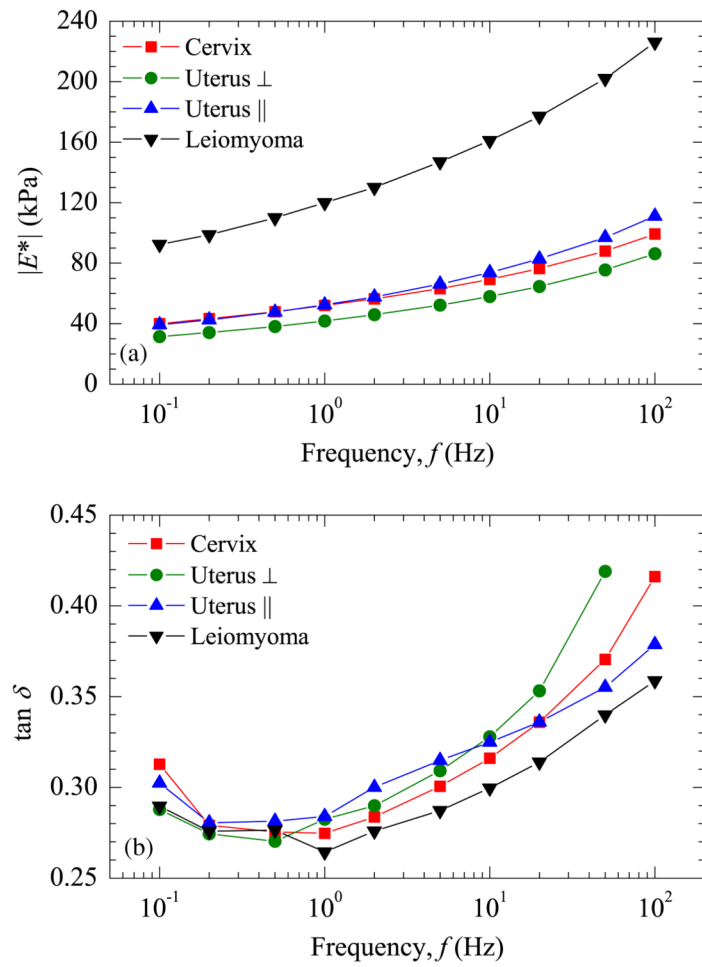 240
200
160
120
80
40
0
|E*| (kPa)
Cervix
Uterus ⊥
Uterus ||
Leiomyoma
(a)
10⁻¹ 10⁰ 10¹ 10²
Frequency, f (Hz)
0.45
0.40
0.35
0.30
0.25
tan δ
Cervix
Uterus ⊥
Uterus ||
Leiomyoma
(b)
10⁻¹ 10⁰ 10¹ 10²
Frequency, f (Hz)